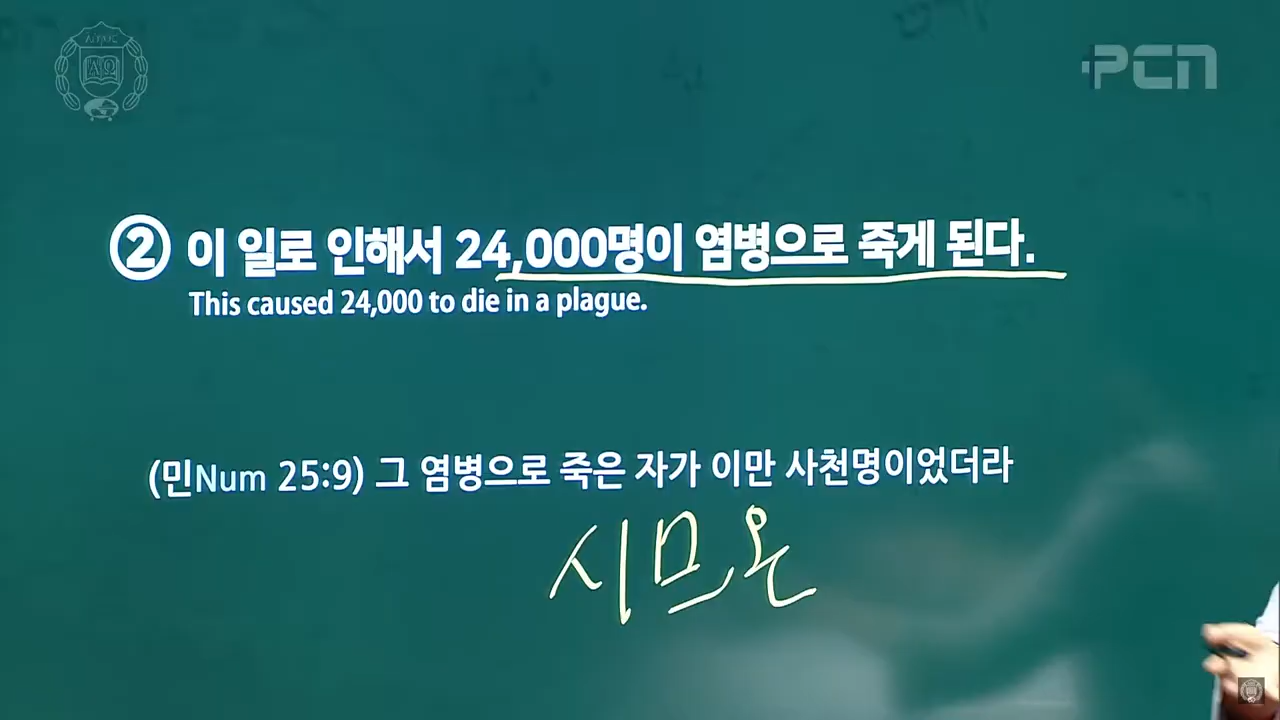 λόγος
ΑΩ
PCN
② 이 일로 인해서 24,000명이 염병으로 죽게 된다.
This caused 24,000 to die in a plague.
(민Num 25:9) 그 염병으로 죽은 자가 이만 사천명이었더라
시므온